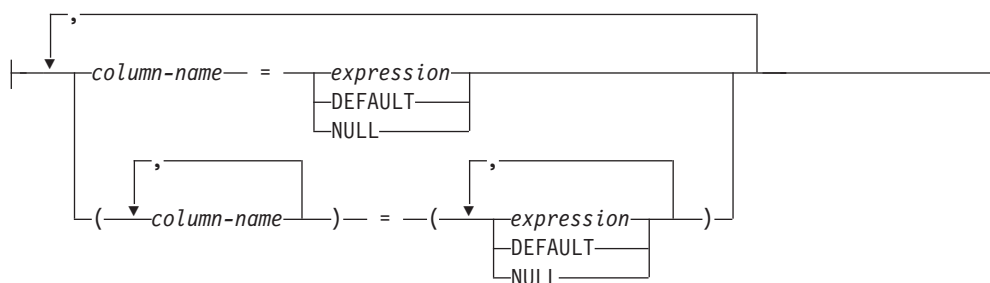 ,
column-name = expression
DEFAULT
NULL
, ,
( column-name ) = ( expression )
DEFAULT
NULL